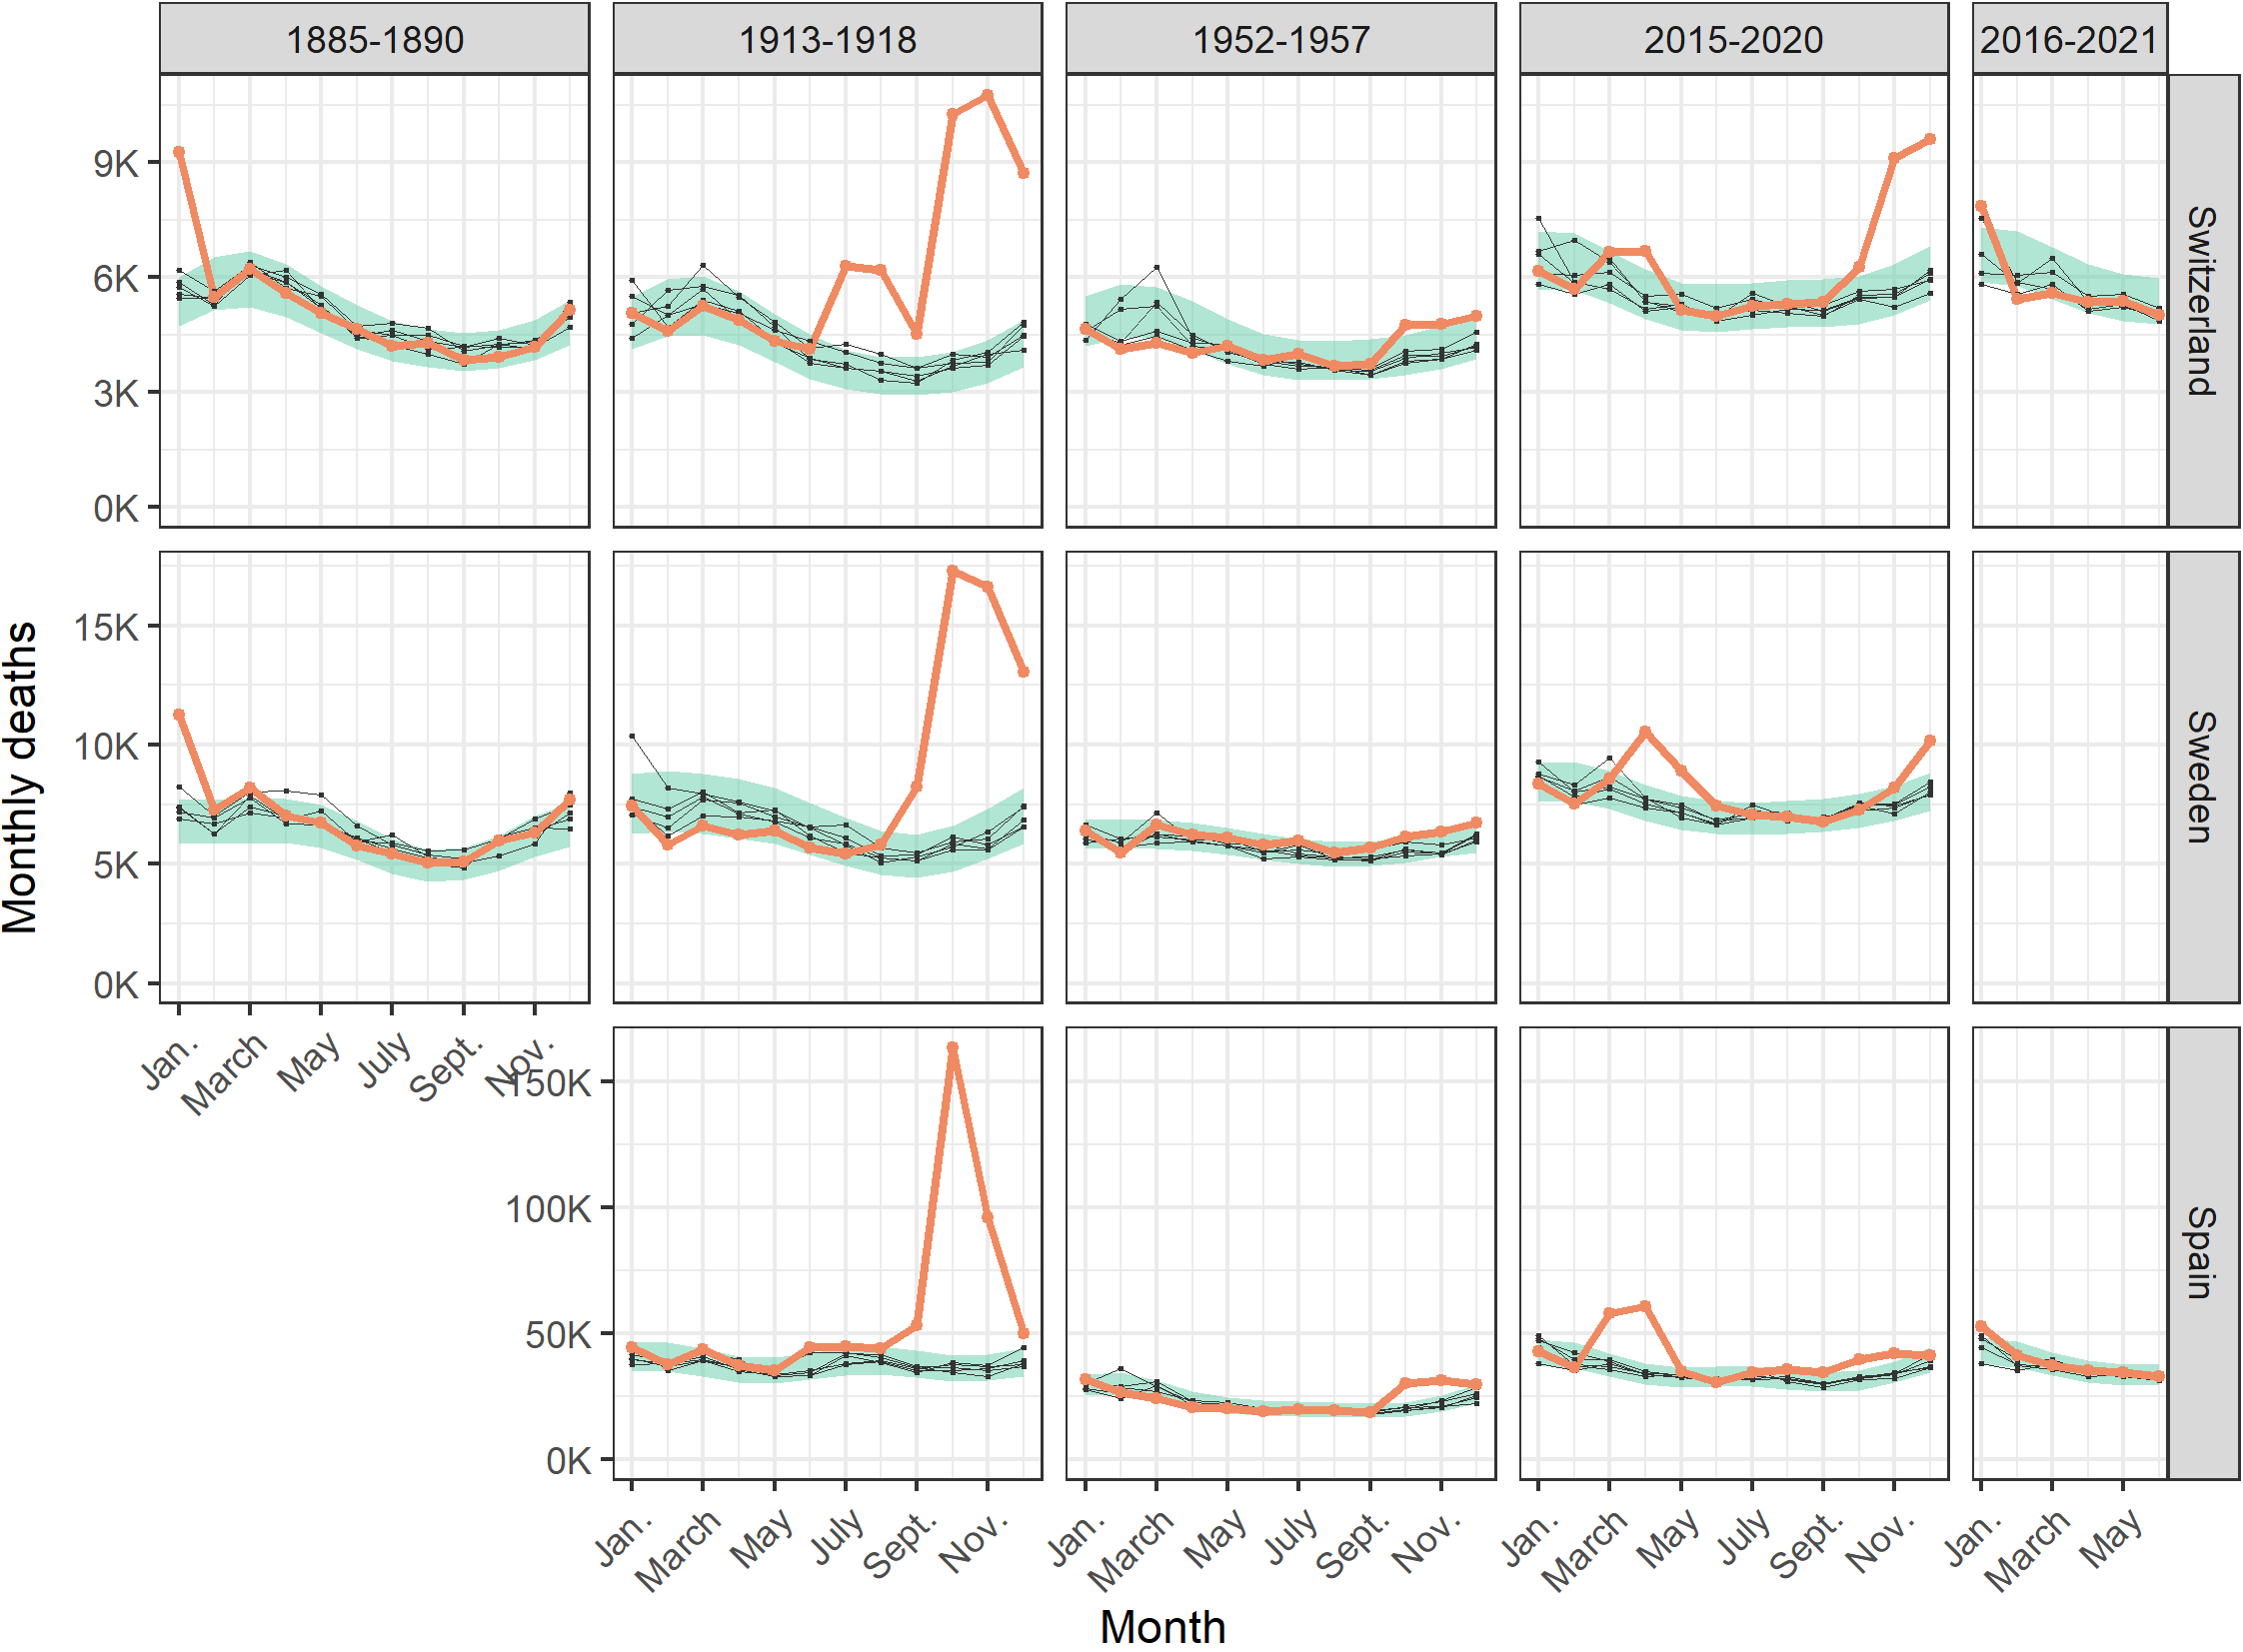 1885-1890 1913-1918 1952-1957 2015-2020 2016-2021
9K
6K
3K
0K
Switzerland
Monthly deaths
15K
10K
5K
0K
Sweden
Jan. March May July Sept. Nov.
150K
100K
50K
0K
Spain
Jan. March May July Sept. Nov. Jan. March May July Sept. Nov. Jan. March May July Sept. Nov. Jan. March May
Month